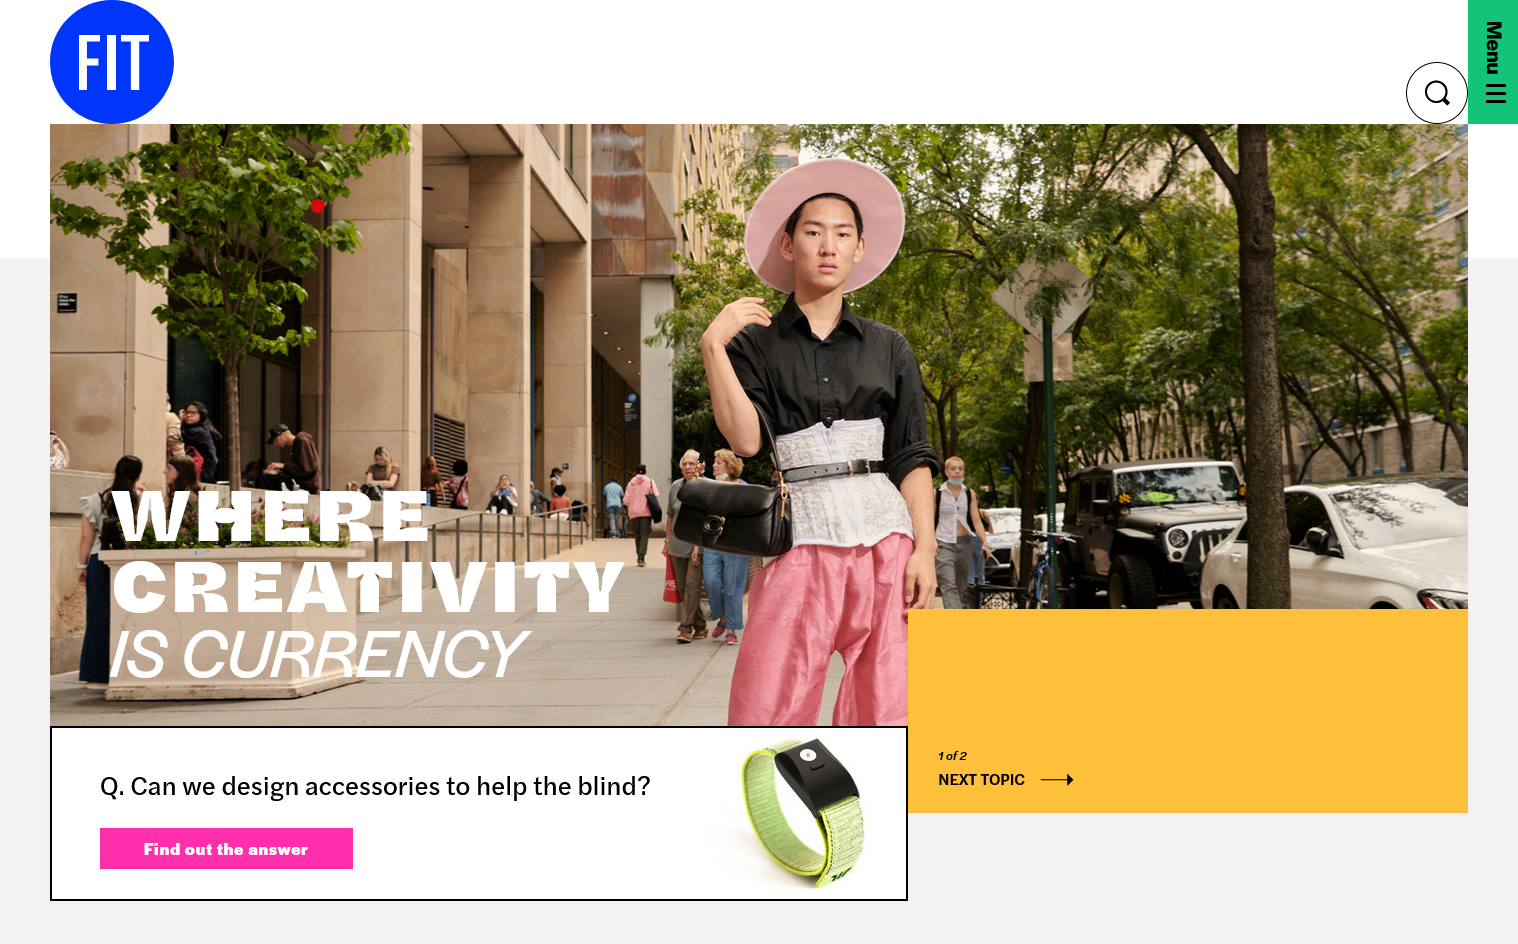 FIT
Menu
WHERE
CREATIVITY
IS CURRENCY
Q. Can we design accessories to help the blind?
Find out the answer
1 of 2
NEXT TOPIC